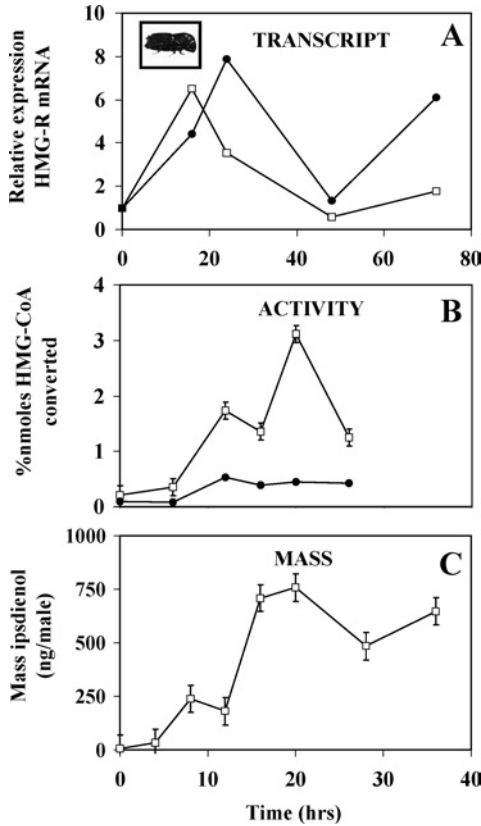 TRANSCRIPT
A
Relative expression
HMG-R mRNA
10
8
6
4
2
0
0 20 40 60 80
ACTIVITY
B
%nmoles HMG-CoA
converted
4
3
2
1
0
MASS
C
Mass ipsdienol
(ng/male)
1000
750
500
250
0
0 10 20 30 40
Time (hrs)